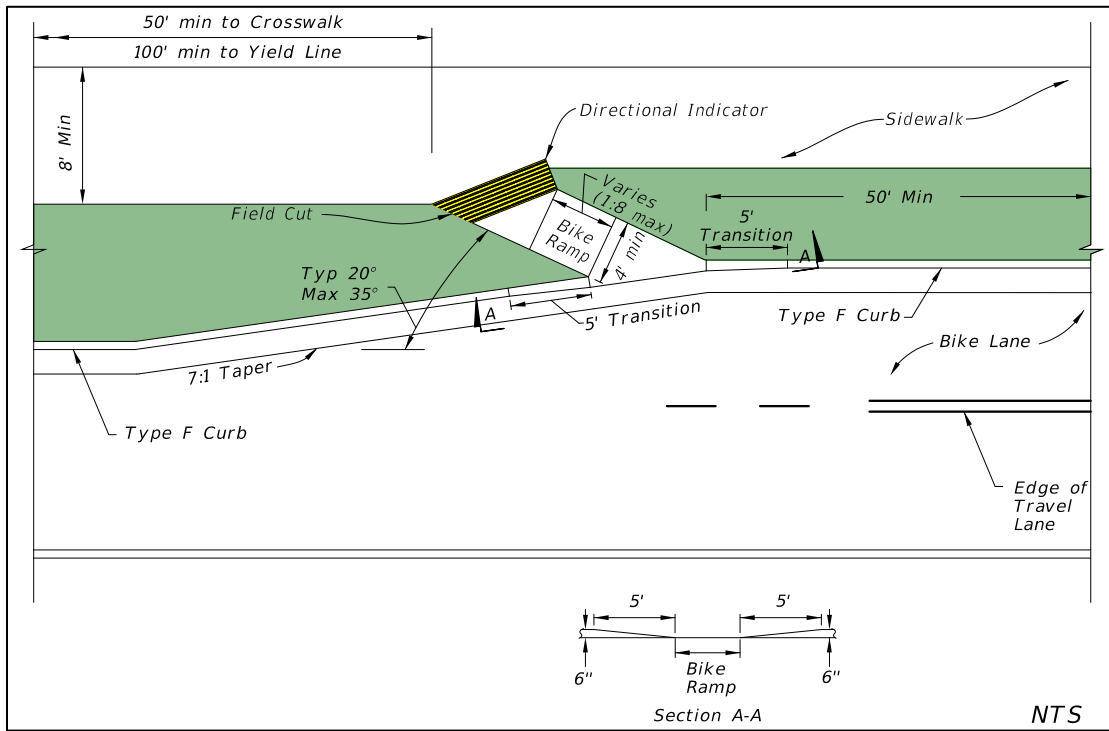 50' min to Crosswalk
100' min to Yield Line
8' Min
Directional Indicator
Sidewalk
Field Cut
Varies
(1:8 max)
50' Min
5'
Transition
Bike
Ramp
4' min
A
Typ 20°
Max 35°
A
5' Transition
Type F Curb
7:1 Taper
Bike Lane
Type F Curb
Edge of
Travel
Lane
5'
5'
6"
Bike
Ramp
6"
Section A-A
NTS